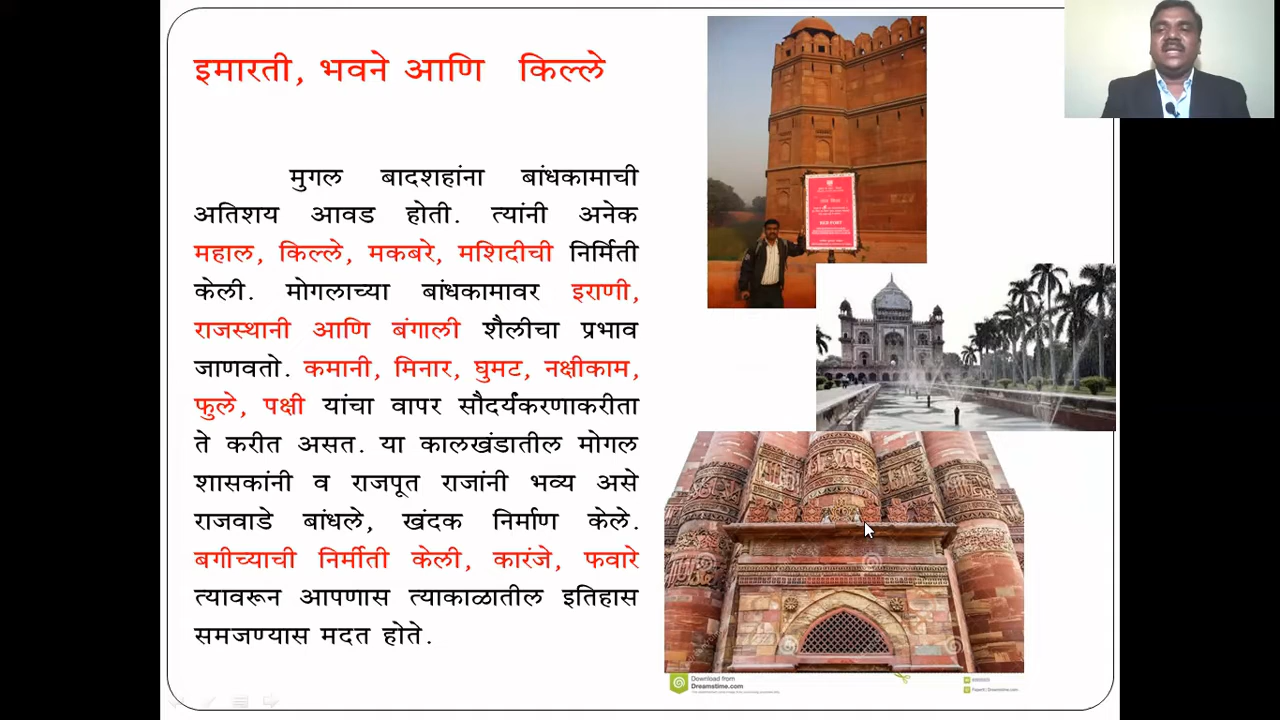 इमारती, भवने आणि किल्ले
मुगल बादशहांना बांधकामाची
अतिशय आवड होती. त्यांनी अनेक
महाल, किल्ले, मकबरे, मशिदीची निर्मिती
केली. मोगलाच्या बांधकामावर इराणी,
राजस्थानी आणि बंगाली शैलीचा प्रभाव
जाणवतो. कमानी, मिनार, घुमट, नक्षीकाम,
फुले, पक्षी यांचा वापर सौदर्यंकरणाकरीता
ते करीत असत. या कालखंडातील मोगल
शासकांनी व राजपूत राजांनी भव्य असे
राजवाडे बांधले, खंदक निर्माण केले.
बगीच्याची निर्मीती केली, कारंजे, फवारे
त्यावरून आपणास त्याकाळातील इतिहास
समजण्यास मदत होते.
Download from
Dreamstime.com